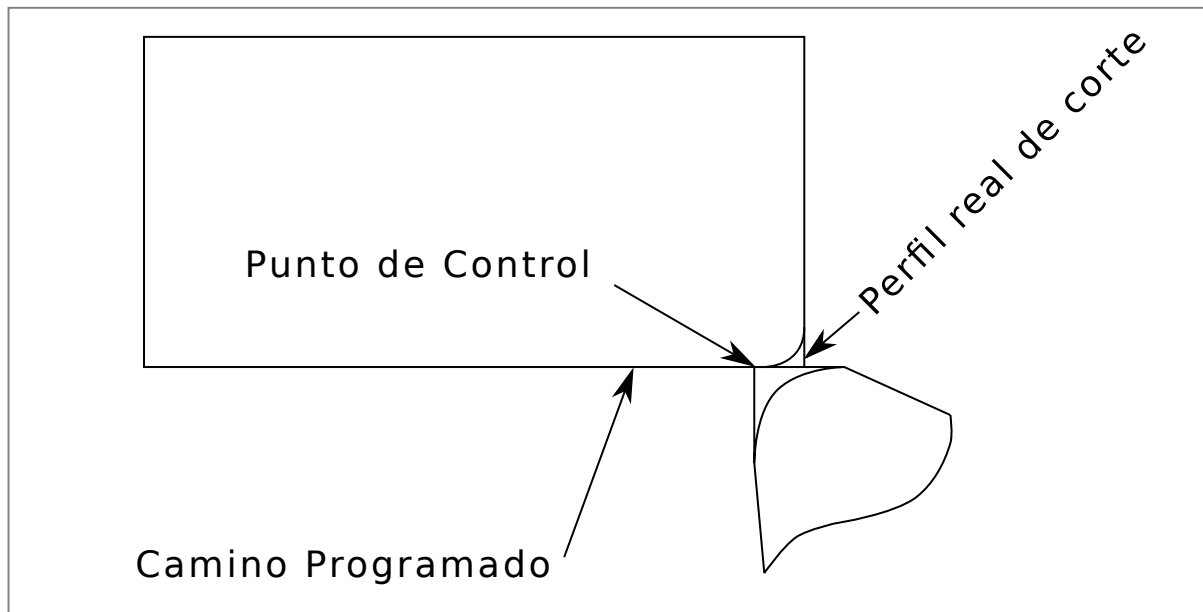 Perfil real de corte
Punto de Control
Camino Programado